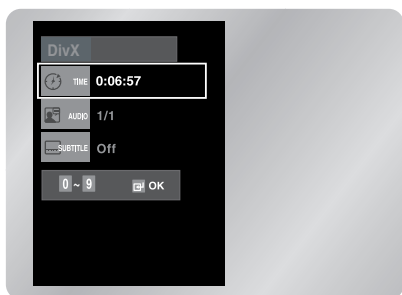 DivX
TIME 0:06:57
AUDIO 1/1
SUBTITLE Off
0 ~ 9 OK